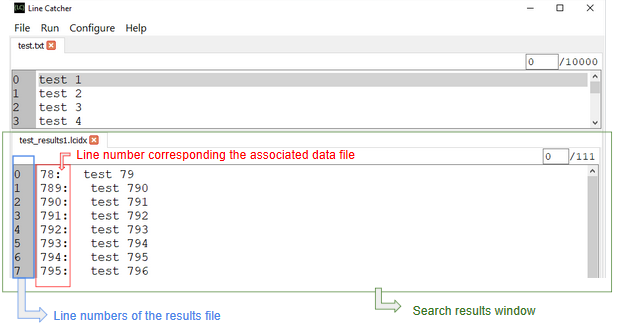 Line Catcher
File Run Configure Help
test.txt
0 /10000
0 test 1
1 test 2
2 test 3
3 test 4
test_results1.lcidx
Line number corresponding the associated data file
0 /111
0 78: test 79
1 789: test 790
2 790: test 791
3 791: test 792
4 792: test 793
5 793: test 794
6 794: test 795
7 795: test 796
Line numbers of the results file
Search results window